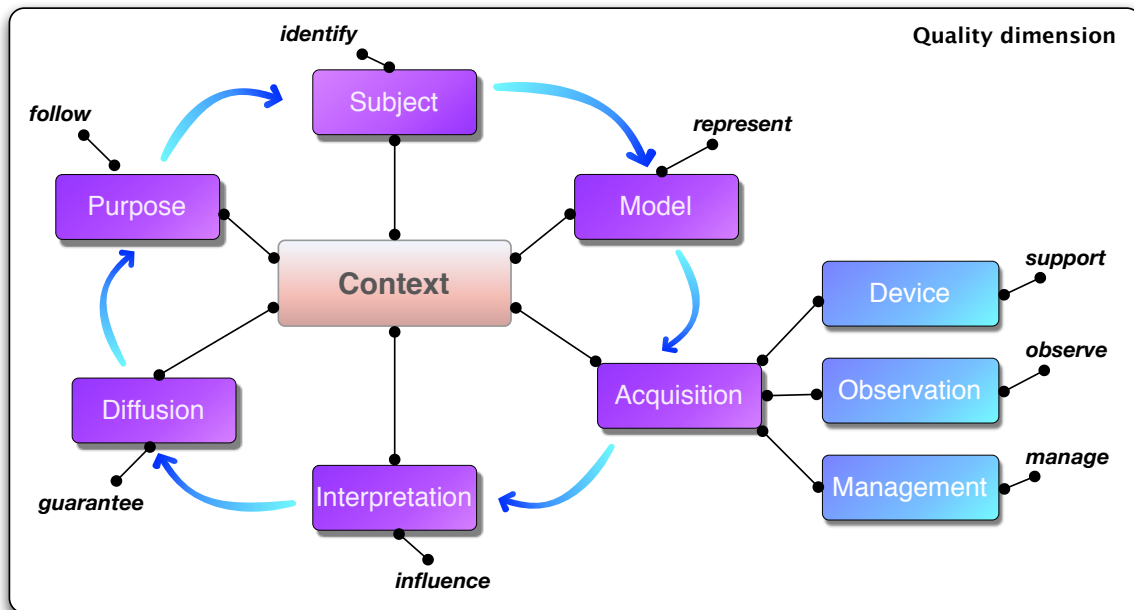 Quality dimension
identify
Subject
follow
represent
Purpose
Model
Context
support
Device
observe
Diffusion
Acquisition
Observation
guarantee
Interpretation
manage
Management
influence